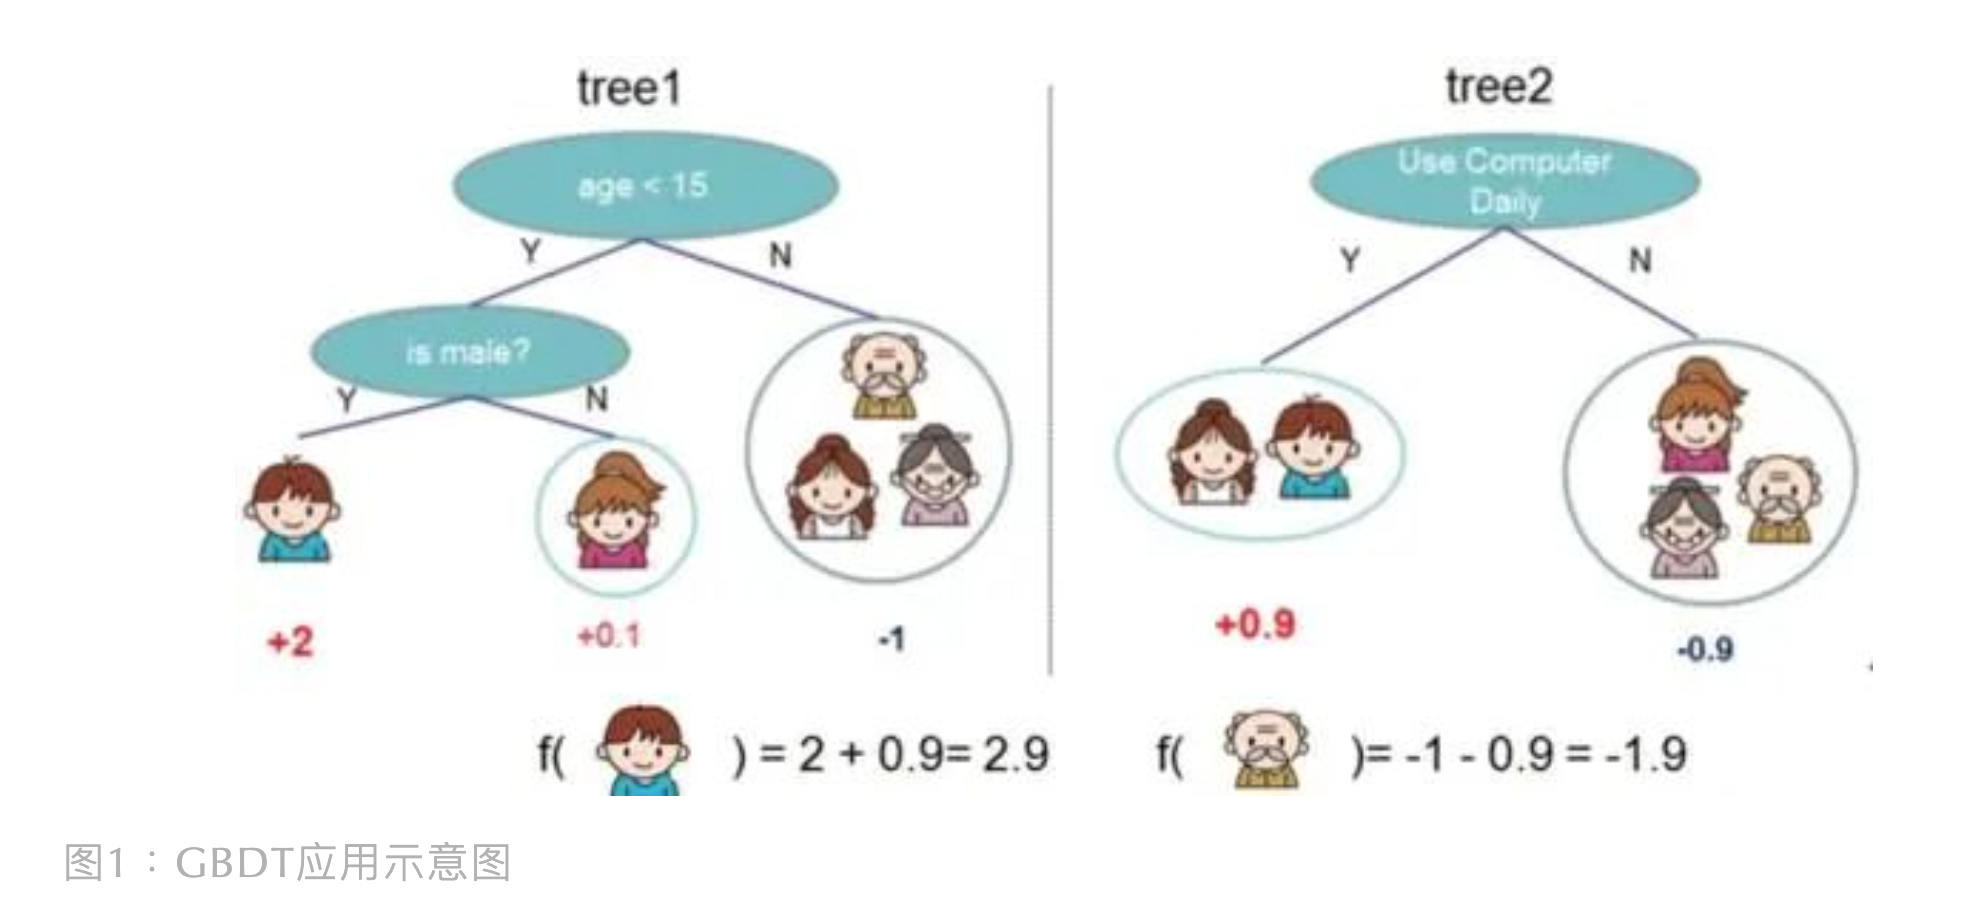 tree1
age < 15
Y
N
is male?
Y
N
+2
+0.1
-1
tree2
Use Computer
Daily
Y
N
+0.9
-0.9
f( ) = 2 + 0.9= 2.9
f( )= -1 - 0.9 = -1.9
图1：GBDT应用示意图